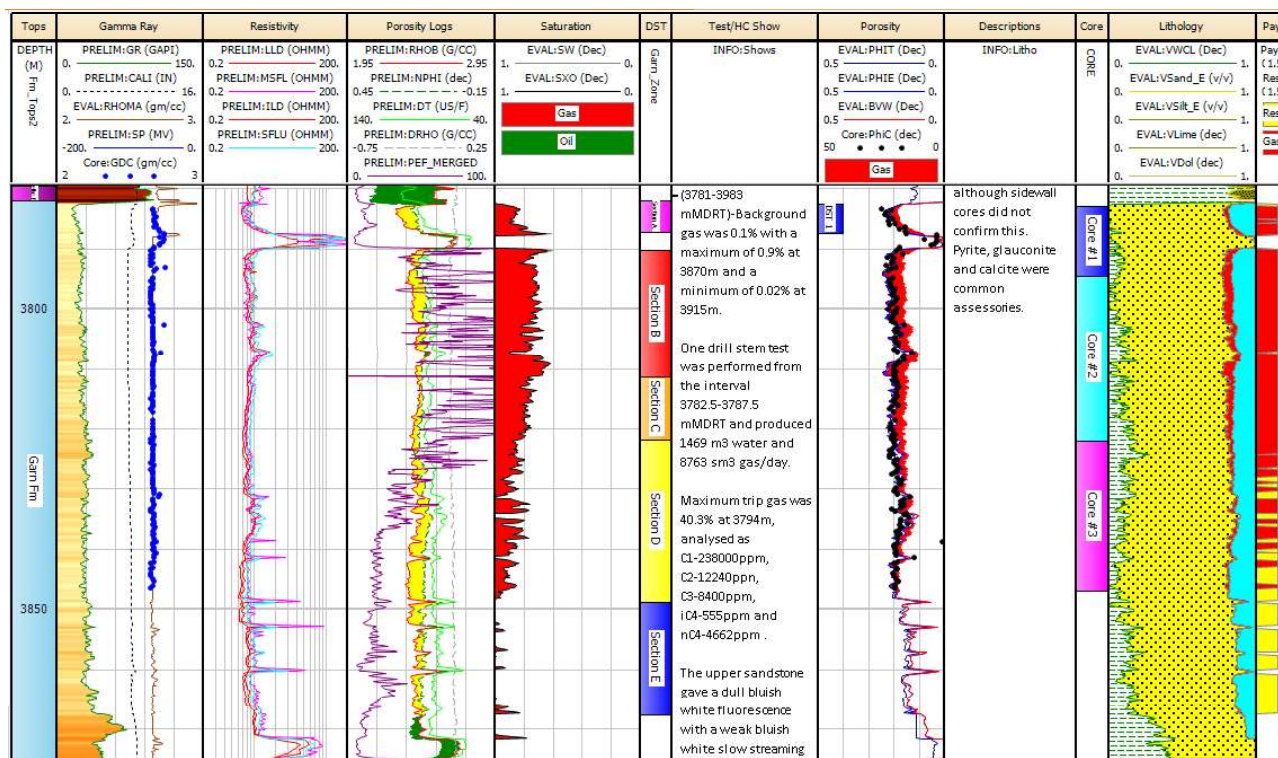 Tops
Gamma Ray
Resistivity
Porosity Logs
Saturation
DST
Test/HC Show
Porosity
Descriptions
Core
Lithology
Pay
DEPTH
(M)
Fm_Tops2
PRELIM:GR (GAPI)
0. 150.
PRELIM:CALI (IN)
0. 16.
EVAL:RHOMA (gm/cc)
2. 3.
PRELIM:SP (MV)
-200. 0.
Core:GDC (gm/cc)
2 3
PRELIM:LLD (OHMM)
0.2 200.
PRELIM:MSFL (OHMM)
0.2 200.
PRELIM:ILD (OHMM)
0.2 200.
PRELIM:SFLU (OHMM)
0.2 200.
PRELIM:RHOB (G/CC)
1.95 2.95
PRELIM:NPHI (dec)
0.45 -0.15
PRELIM:DT (US/F)
140. 40.
PRELIM:DRHO (G/CC)
-0.75 0.25
PRELIM:PEF_MERGED
0. 100.
EVAL:SW (Dec)
1. 0.
EVAL:SXO (Dec)
1. 0.
Gas
Oil
Garn_Zone
INFO:Shows
EVAL:PHIT (Dec)
0.5 0.
EVAL:PHIE (Dec)
0.5 0.
EVAL:BVW (Dec)
0.5 0.
Core:PhiC (dec)
50 0
Gas
INFO:Litho
CORE
EVAL:VWCL (Dec)
0. 1.
EVAL:VSand_E (v/v)
0. 1.
EVAL:VSilt_E (v/v)
0. 1.
EVAL:VLime (dec)
0. 1.
EVAL:VDol (dec)
0. 1.
Pay
(1.5
Res
(1.5
Res
Gas
3800
3850
Garn Fm
Section B
Section C
Section D
Section E
(3781-3983
mMDRT)-Background
gas was 0.1% with a
maximum of 0.9% at
3870m and a
minimum of 0.02% at
3915m.
One drill stem test
was performed from
the interval
3782.5-3787.5
mMDRT and produced
1469 m3 water and
8763 sm3 gas/day.
Maximum trip gas was
40.3% at 3794m,
analysed as
C1-238000ppm,
C2-12240ppm,
C3-8400ppm,
iC4-555ppm and
nC4-4662ppm .
The upper sandstone
gave a dull bluish
white fluorescence
with a weak bluish
white slow streaming
DST 1
although sidewall
cores did not
confirm this.
Pyrite, glauconite
and calcite were
common
assessories.
Core #1
Core #2
Core #3